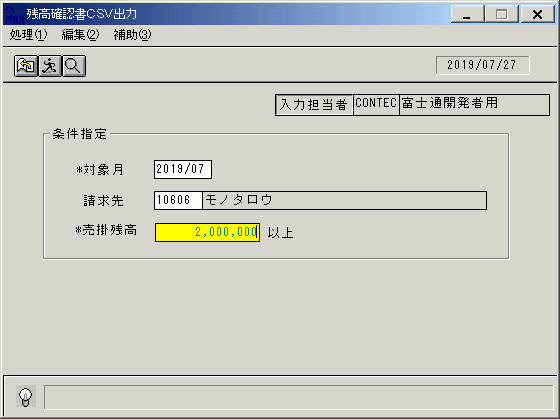 残高確認書CSV出力
処理(1) 編集(2) 補助(3)
2019/07/27
入力担当者 CONTEC 富士通開発者用
条件指定
*対象月 2019/07
請求先 10606 モノタロウ
*売掛残高 2,000,000 以上